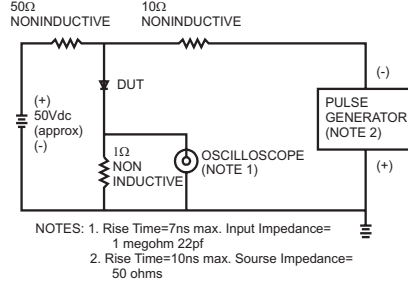 50Ω
NONINDUCTIVE
10Ω
NONINDUCTIVE
(+)
50Vdc
(approx)
(-)
DUT
1Ω
NON
INDUCTIVE
OSCILLOSCOPE
(NOTE 1)
(-)
PULSE
GENERATOR
(NOTE 2)
(+)
NOTES: 1. Rise Time=7ns max. Input Impedance=
1 megohm 22pf
2. Rise Time=10ns max. Sourse Impedance=
50 ohms